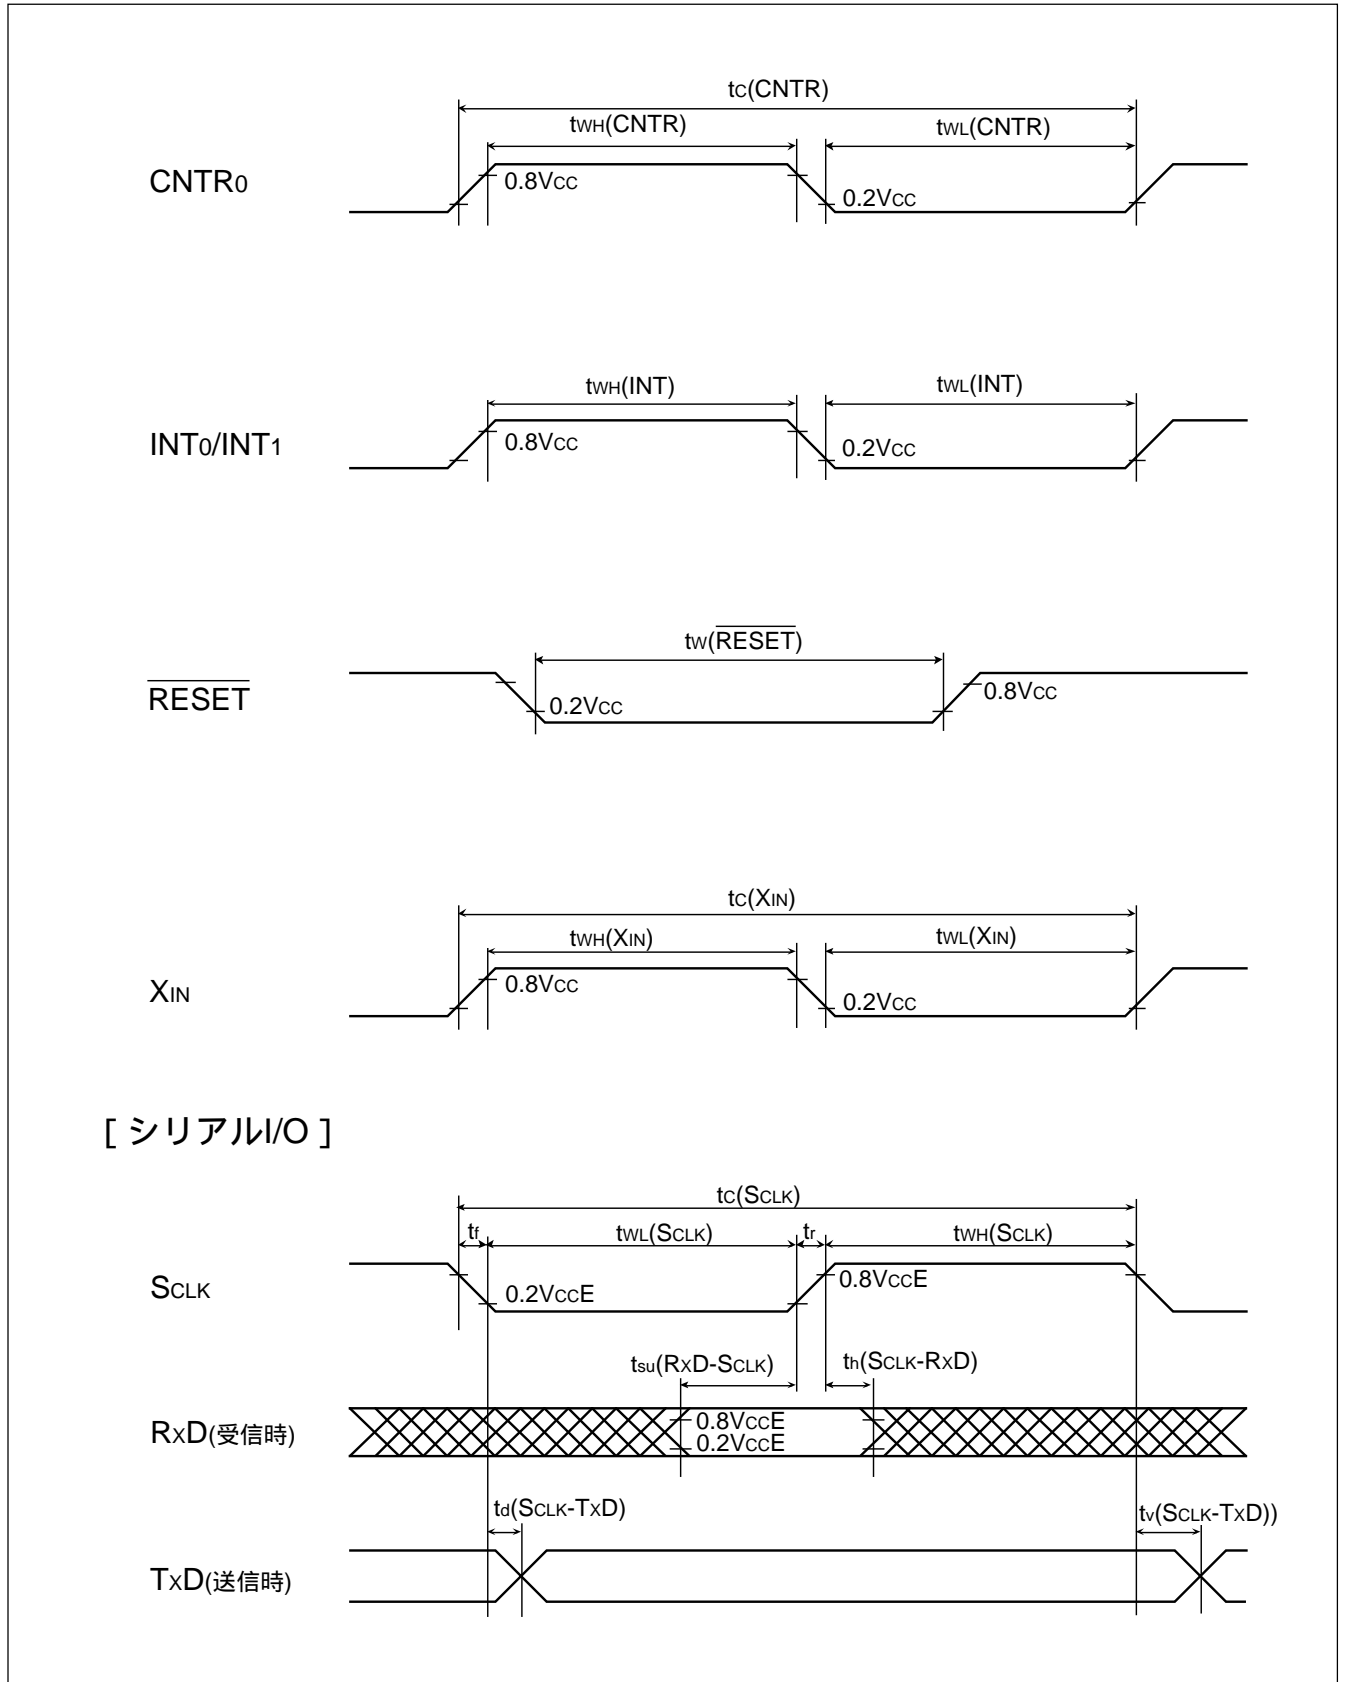 tC(CNTR)
tWH(CNTR) tWL(CNTR)
CNTR0 0.8VCC 0.2VCC
tWH(INT) tWL(INT)
INT0/INT1 0.8VCC 0.2VCC
tW(RESET)
RESET 0.2VCC 0.8VCC
tC(XIN)
tWH(XIN) tWL(XIN)
XIN 0.8VCC 0.2VCC
[ シリアルI/O ]
tC(SCLK)
tf tWL(SCLK) tr tWH(SCLK)
SCLK 0.2VCCE 0.8VCCE
tsu(RXD-SCLK) th(SCLK-RXD)
RXD(受信時) 0.8VCCE
0.2VCCE
td(SCLK-TXD) tv(SCLK-TXD))
TXD(送信時)